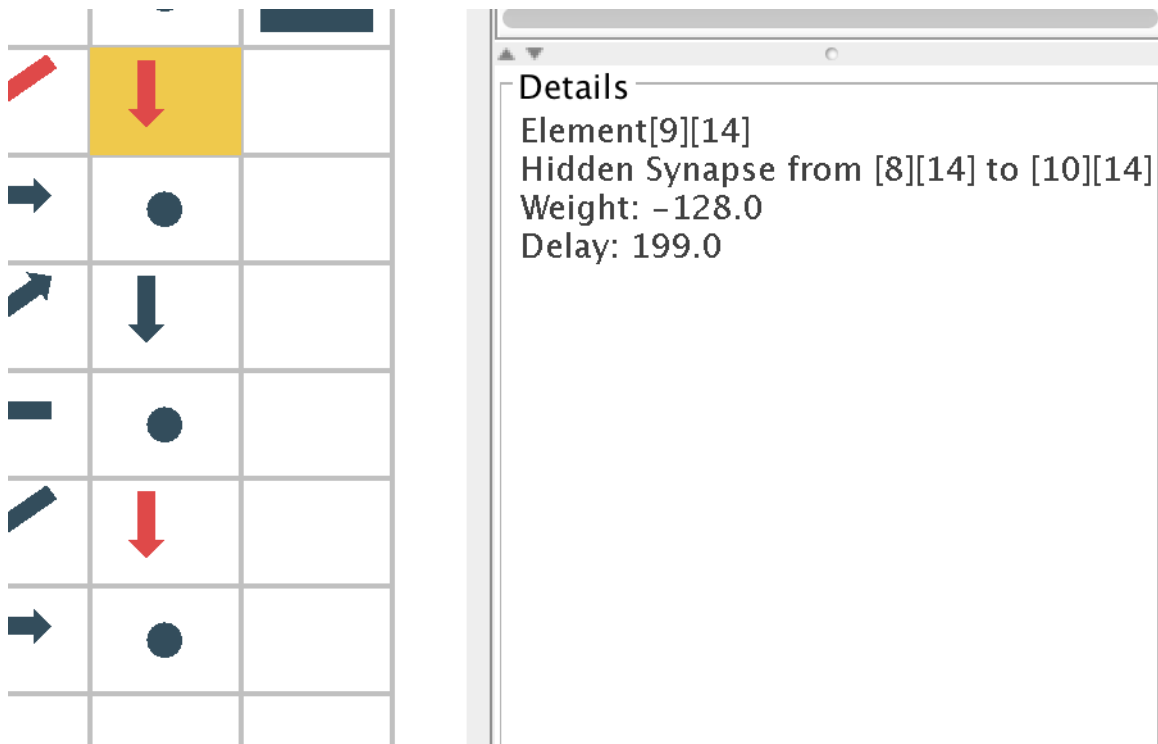 Details
Element[9][14]
Hidden Synapse from [8][14] to [10][14]
Weight: −128.0
Delay: 199.0